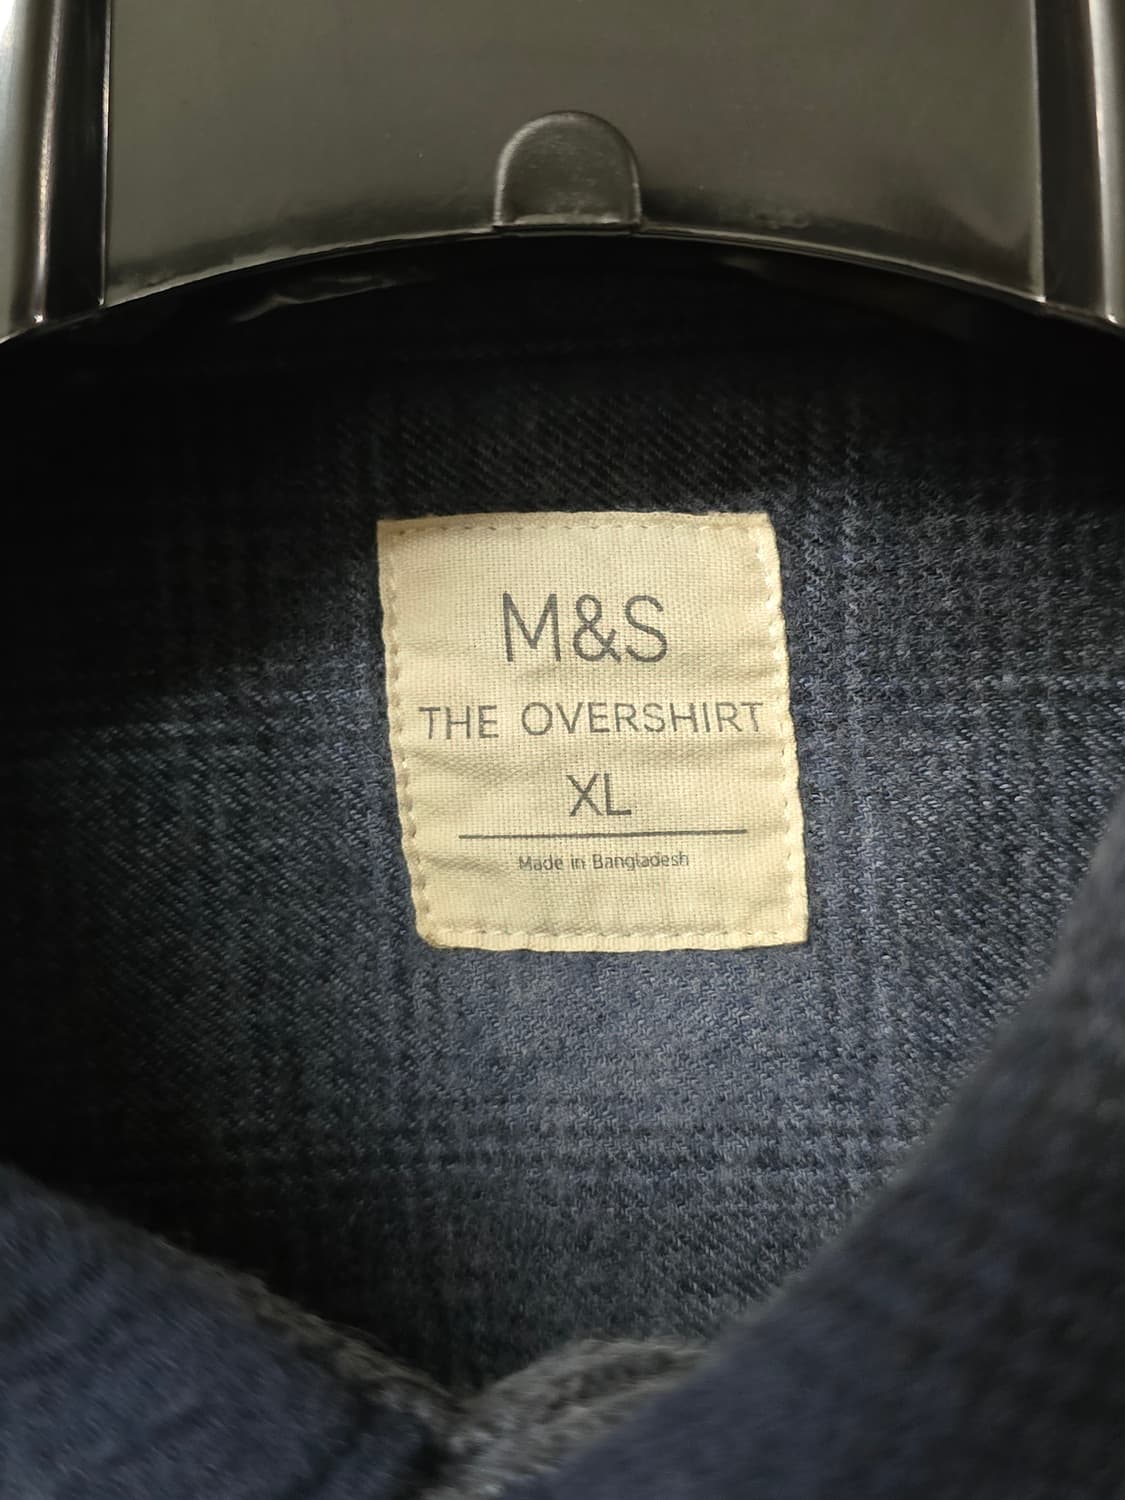 M&S
THE OVERSHIRT
XL
Made in Bangladesh